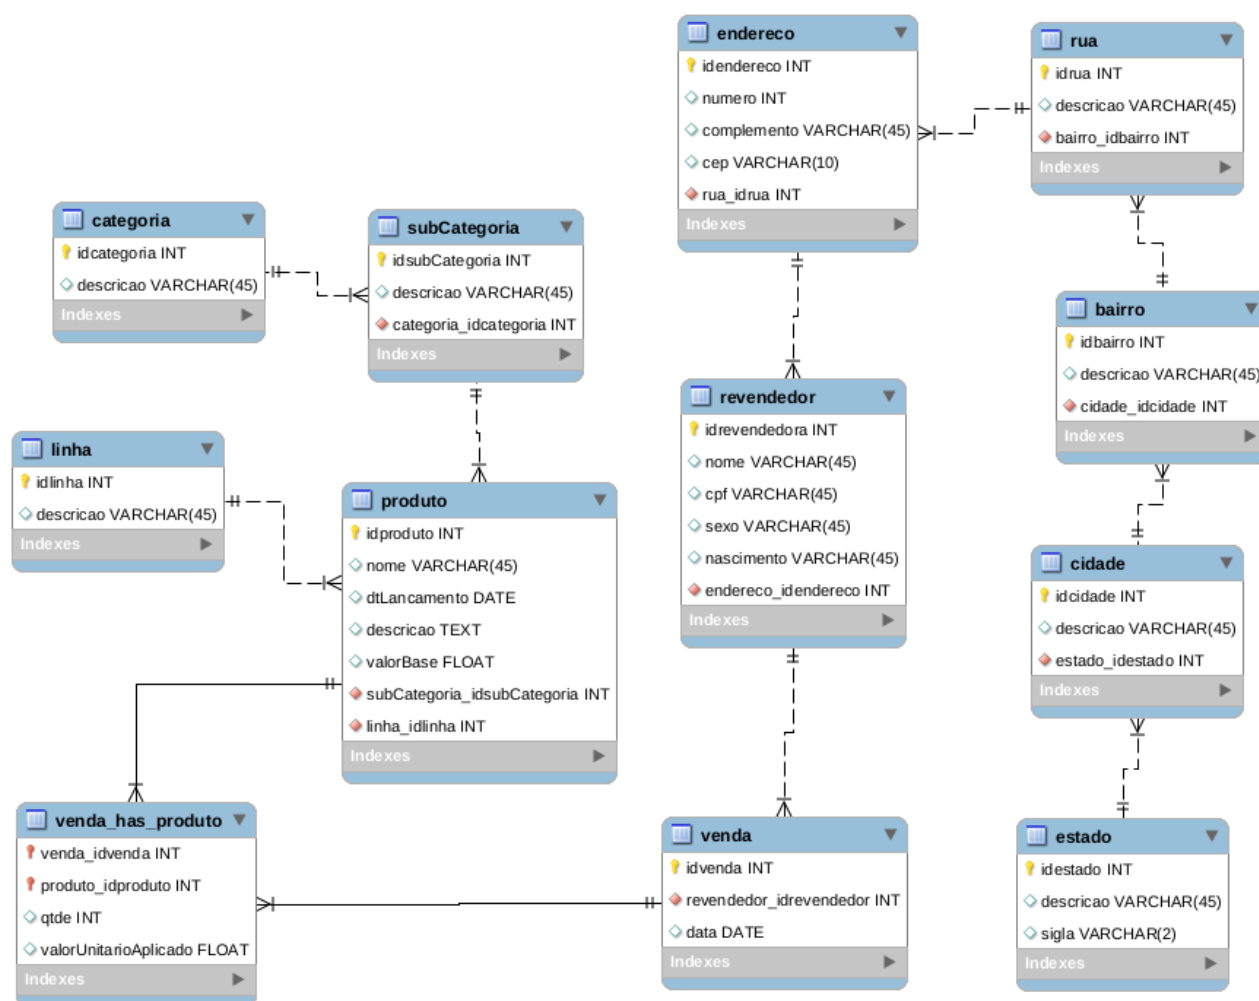 endereco
idendereco INT
numero INT
complemento VARCHAR(45)
cep VARCHAR(10)
rua_idrua INT
Indexes
rua
idrua INT
descricao VARCHAR(45)
bairro_idbairro INT
Indexes
categoria
idcategoria INT
descricao VARCHAR(45)
Indexes
subCategoria
idsubCategoria INT
descricao VARCHAR(45)
categoria_idcategoria INT
Indexes
bairro
idbairro INT
descricao VARCHAR(45)
cidade_idcidade INT
Indexes
revendedor
idrevendedora INT
nome VARCHAR(45)
cpf VARCHAR(45)
sexo VARCHAR(45)
nascimento VARCHAR(45)
endereco_idendereco INT
Indexes
linha
idlinha INT
descricao VARCHAR(45)
Indexes
produto
idproduto INT
nome VARCHAR(45)
dtLancamento DATE
descricao TEXT
valorBase FLOAT
subCategoria_idsubCategoria INT
linha_idlinha INT
Indexes
cidade
idcidade INT
descricao VARCHAR(45)
estado_idestado INT
Indexes
venda_has_produto
venda_idvenda INT
produto_idproduto INT
qtde INT
valorUnitarioAplicado FLOAT
Indexes
venda
idvenda INT
revendedor_idrevendedor INT
data DATE
Indexes
estado
idestado INT
descricao VARCHAR(45)
sigla VARCHAR(2)
Indexes